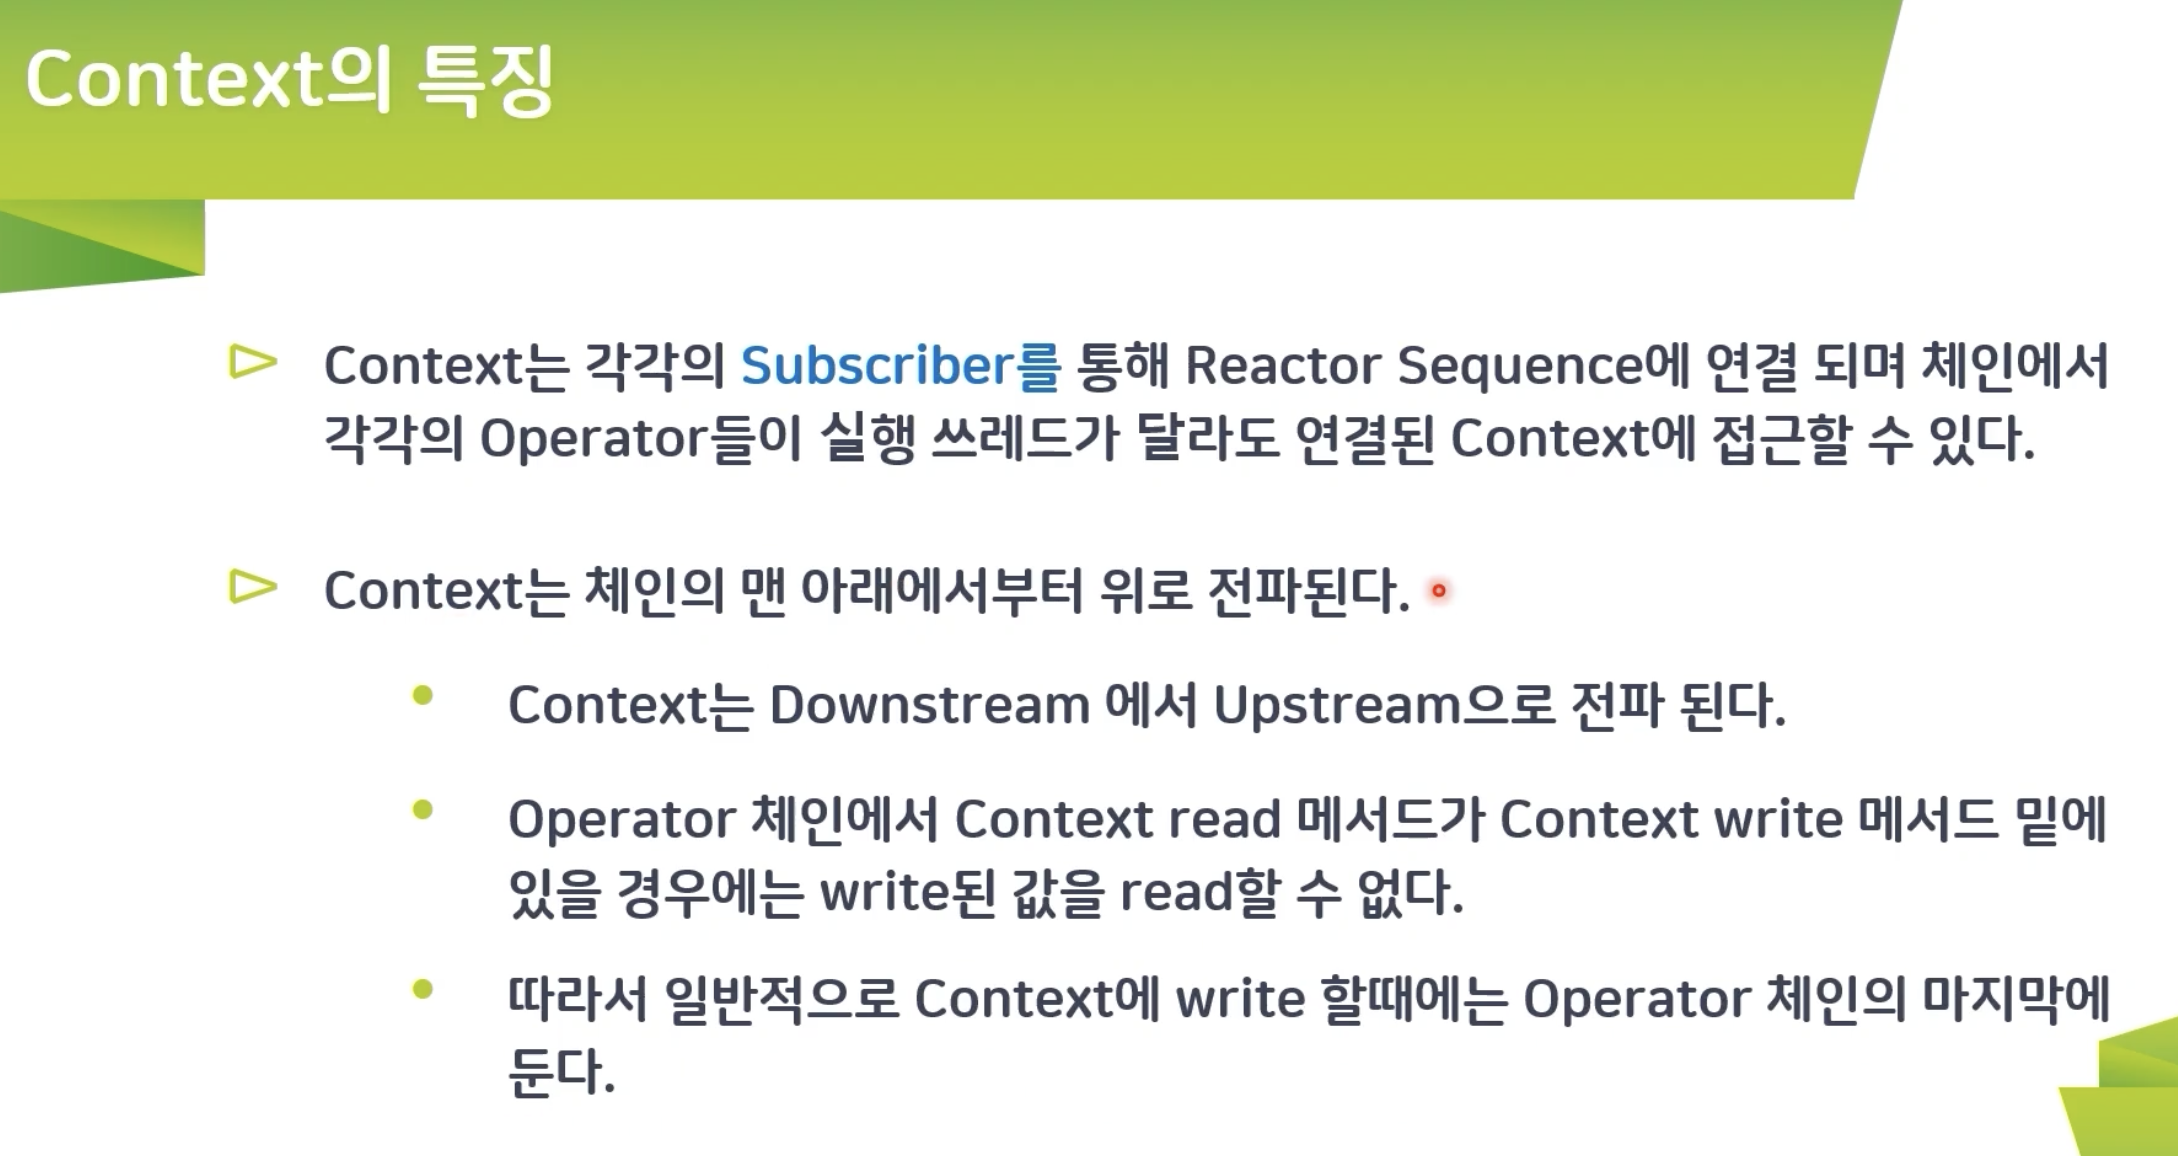 Context의 특징
Context는 각각의 Subscriber를 통해 Reactor Sequence에 연결 되며 체인에서
각각의 Operator들이 실행 쓰레드가 달라도 연결된 Context에 접근할 수 있다.
Context는 체인의 맨 아래에서부터 위로 전파된다.
Context는 Downstream 에서 Upstream으로 전파 된다.
Operator 체인에서 Context read 메서드가 Context write 메서드 밑에
있을 경우에는 write된 값을 read할 수 없다.
따라서 일반적으로 Context에 write 할때에는 Operator 체인의 마지막에
둔다.